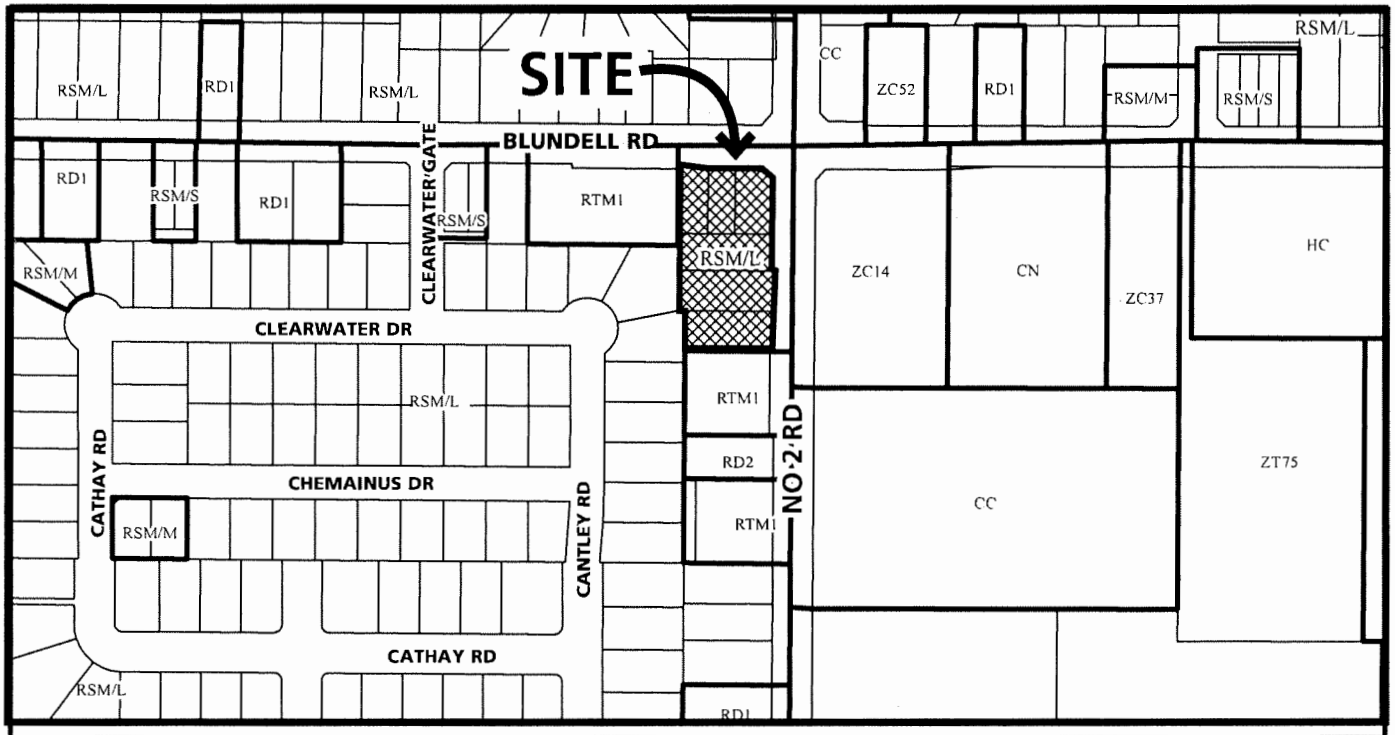 RSM/L
SITE
CC
RSM/L
RD1
RSM/L
ZC52
RD1
RSM/M
RSM/S
CLEARWATER GATE
BLUNDELL RD
RD1
RSM/S
RD1
RSM/S
RTM1
RSM/L
RSM/M
ZC14
CN
ZC37
HC
CLEARWATER DR
RSM/L
RTM1
NO 2 RD
CATHAY RD
RD2
ZT75
CHEMAINUS DR
CANTLEY RD
CC
RSM/M
RTM1
CATHAY RD
RSM/L
RD1